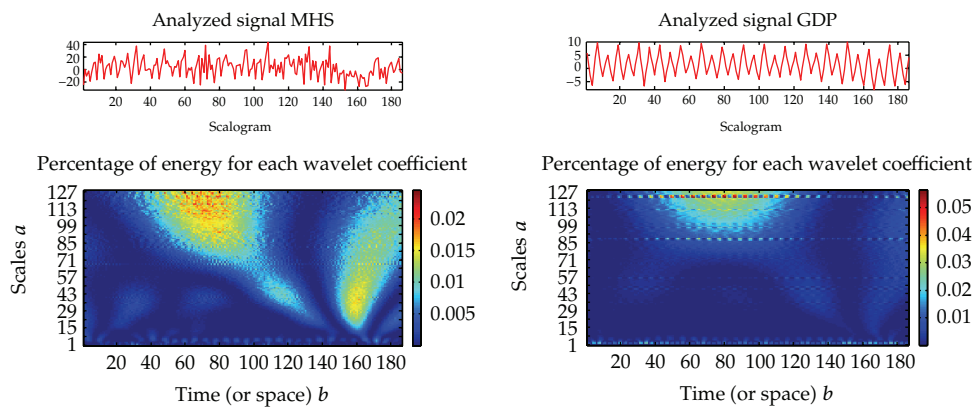 Analyzed signal MHS
40
20
0
−20
20 40 60 80 100 120 140 160 180
Scalogram
Percentage of energy for each wavelet coefficient
127
113
99
85
71
57
43
29
15
1
Scales a
20 40 60 80 100 120 140 160 180
Time (or space) b
0.02
0.015
0.01
0.005
Analyzed signal GDP
10
5
0
−5
20 40 60 80 100 120 140 160 180
Scalogram
Percentage of energy for each wavelet coefficient
127
113
99
85
71
57
43
29
15
1
Scales a
20 40 60 80 100 120 140 160 180
Time (or space) b
0.05
0.04
0.03
0.02
0.01